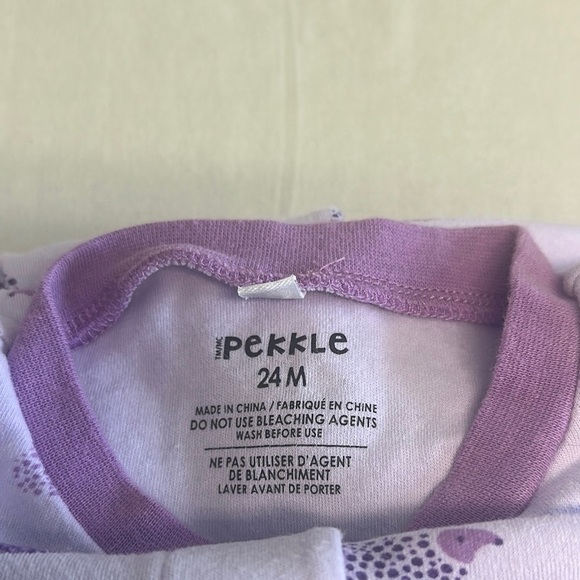 TM/MC PEKKLE
24 M
MADE IN CHINA / FABRIQUÉ EN CHINE
DO NOT USE BLEACHING AGENTS
WASH BEFORE USE
NE PAS UTILISER D'AGENT
DE BLANCHIMENT
LAVER AVANT DE PORTER